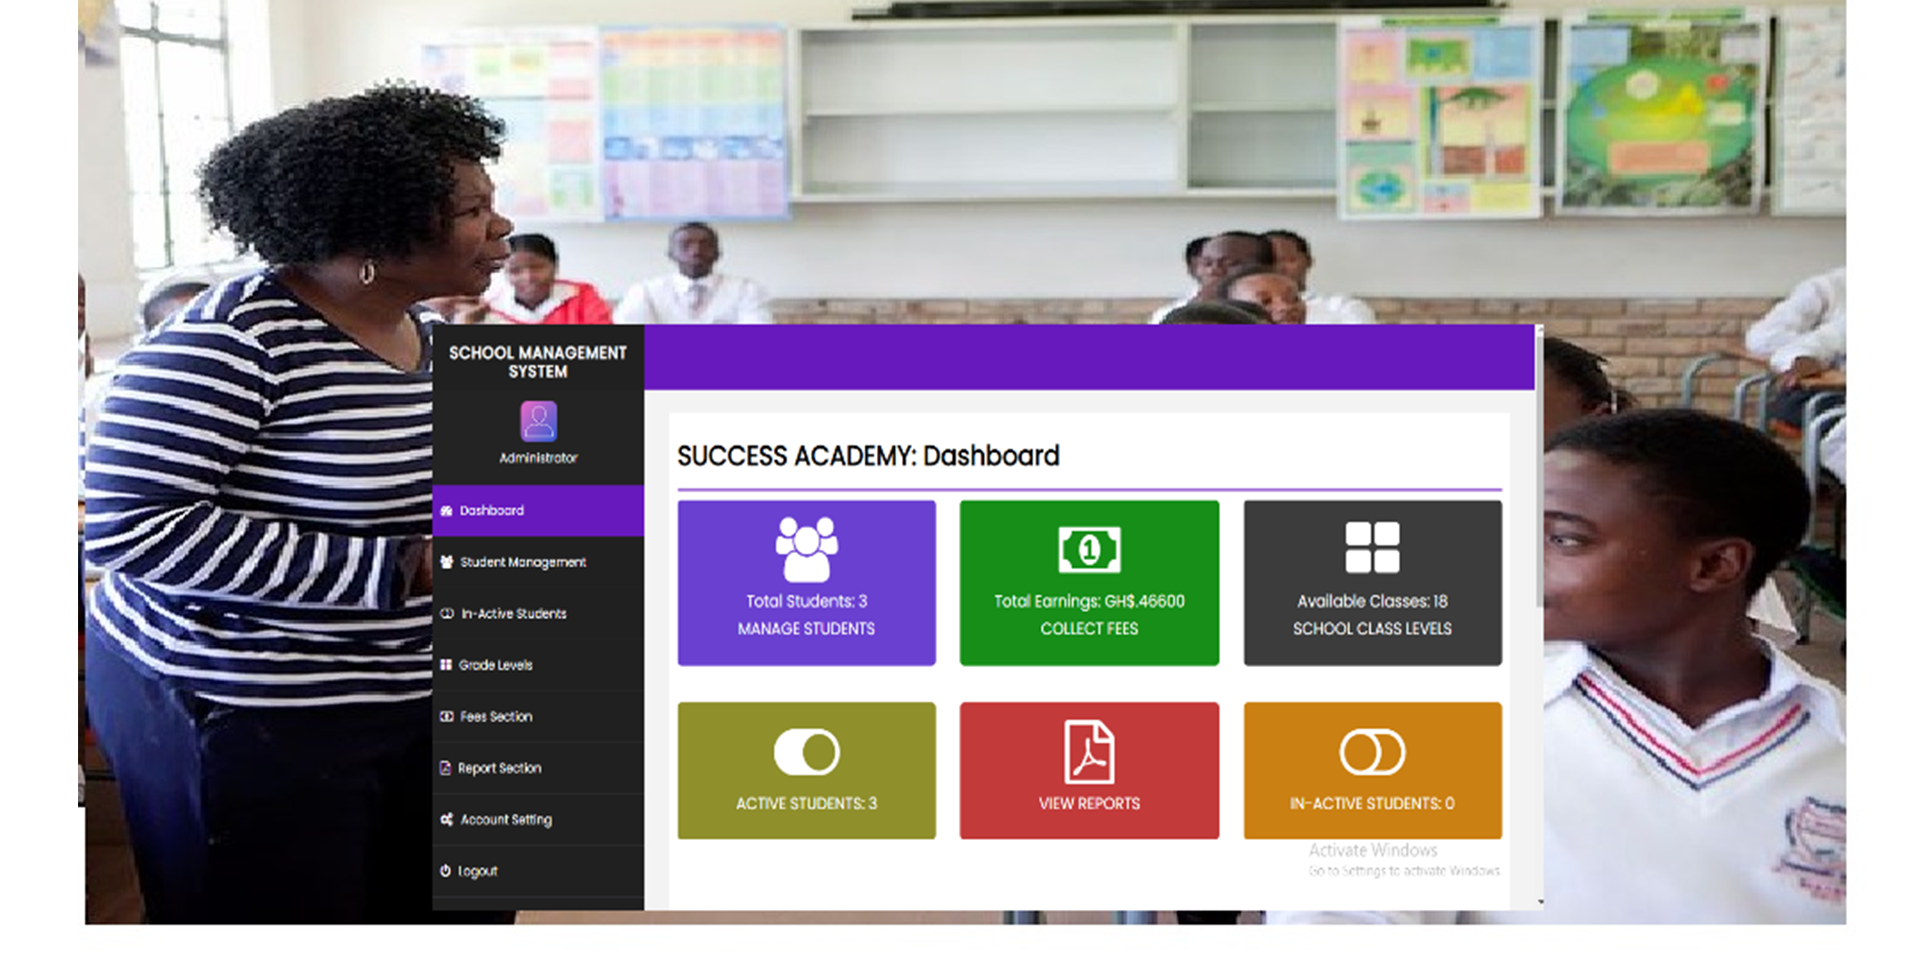 SCHOOL MANAGEMENT
SYSTEM
Administrator
Dashboard
Student Management
In-Active Students
Grade Levels
Fees Section
Report Section
Account Setting
Logout
SUCCESS ACADEMY: Dashboard
Total Students: 3
MANAGE STUDENTS
Total Earnings: GH$.46600
COLLECT FEES
Available Classes: 18
SCHOOL CLASS LEVELS
ACTIVE STUDENTS: 3
VIEW REPORTS
IN-ACTIVE STUDENTS: 0
Activate Windows
Go to Settings to activate Windows.